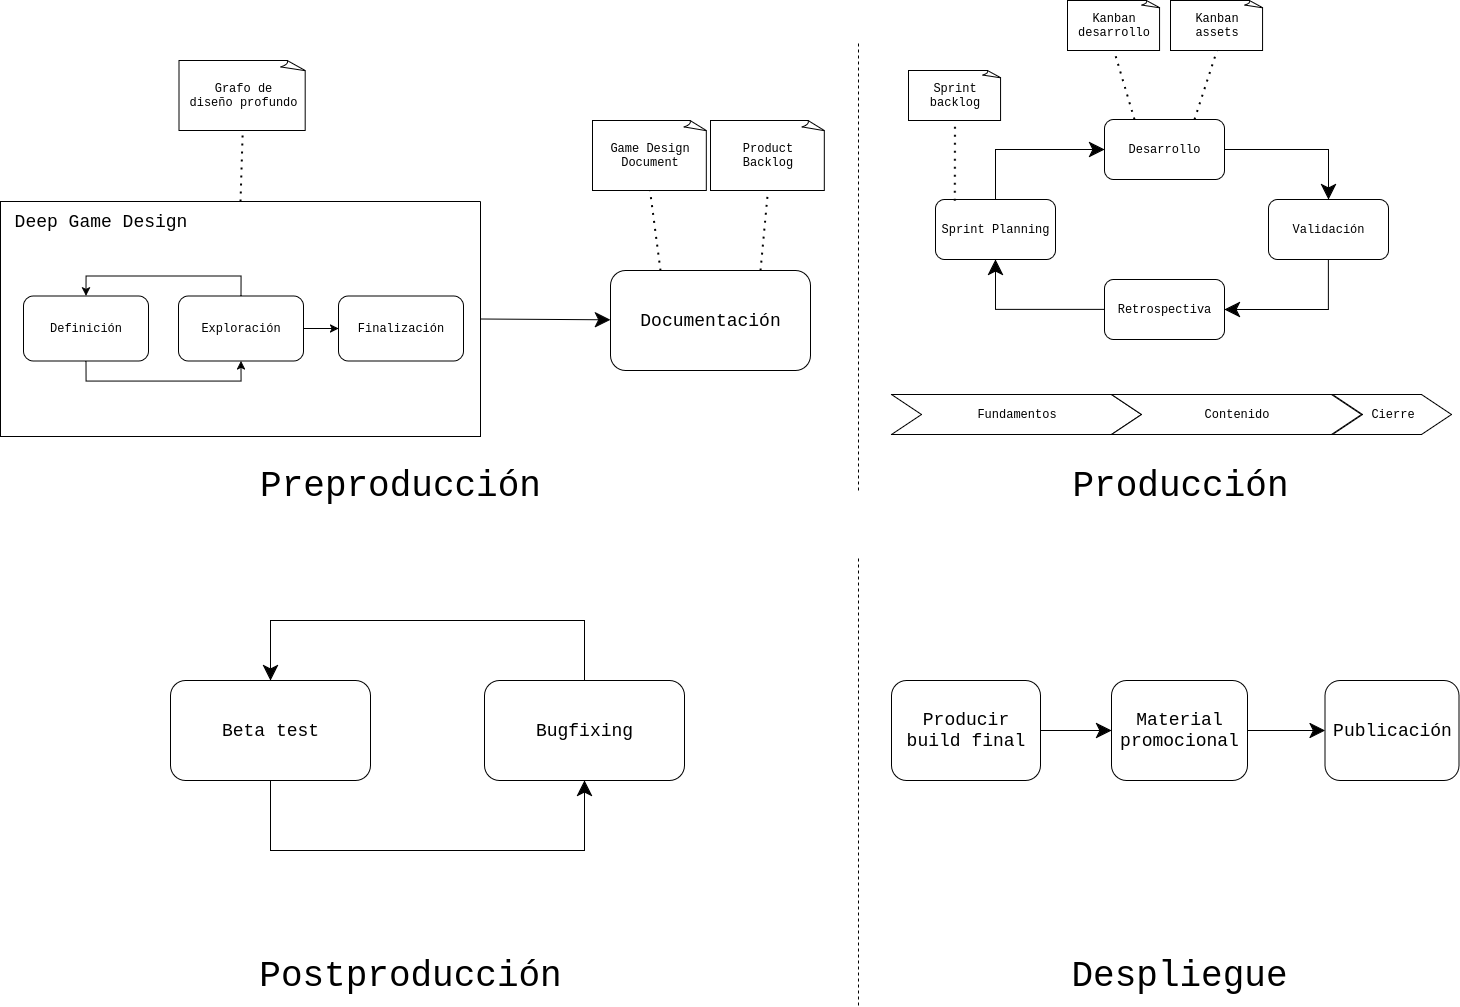 Grafo de
diseño profundo
Deep Game Design
Definición
Exploración
Finalización
Game Design
Document
Product
Backlog
Documentación
Preproducción
Kanban
desarrollo
Kanban
assets
Sprint
backlog
Desarrollo
Sprint Planning
Validación
Retrospectiva
Fundamentos
Contenido
Cierre
Producción
Beta test
Bugfixing
Postproducción
Producir
build final
Material
promocional
Publicación
Despliegue